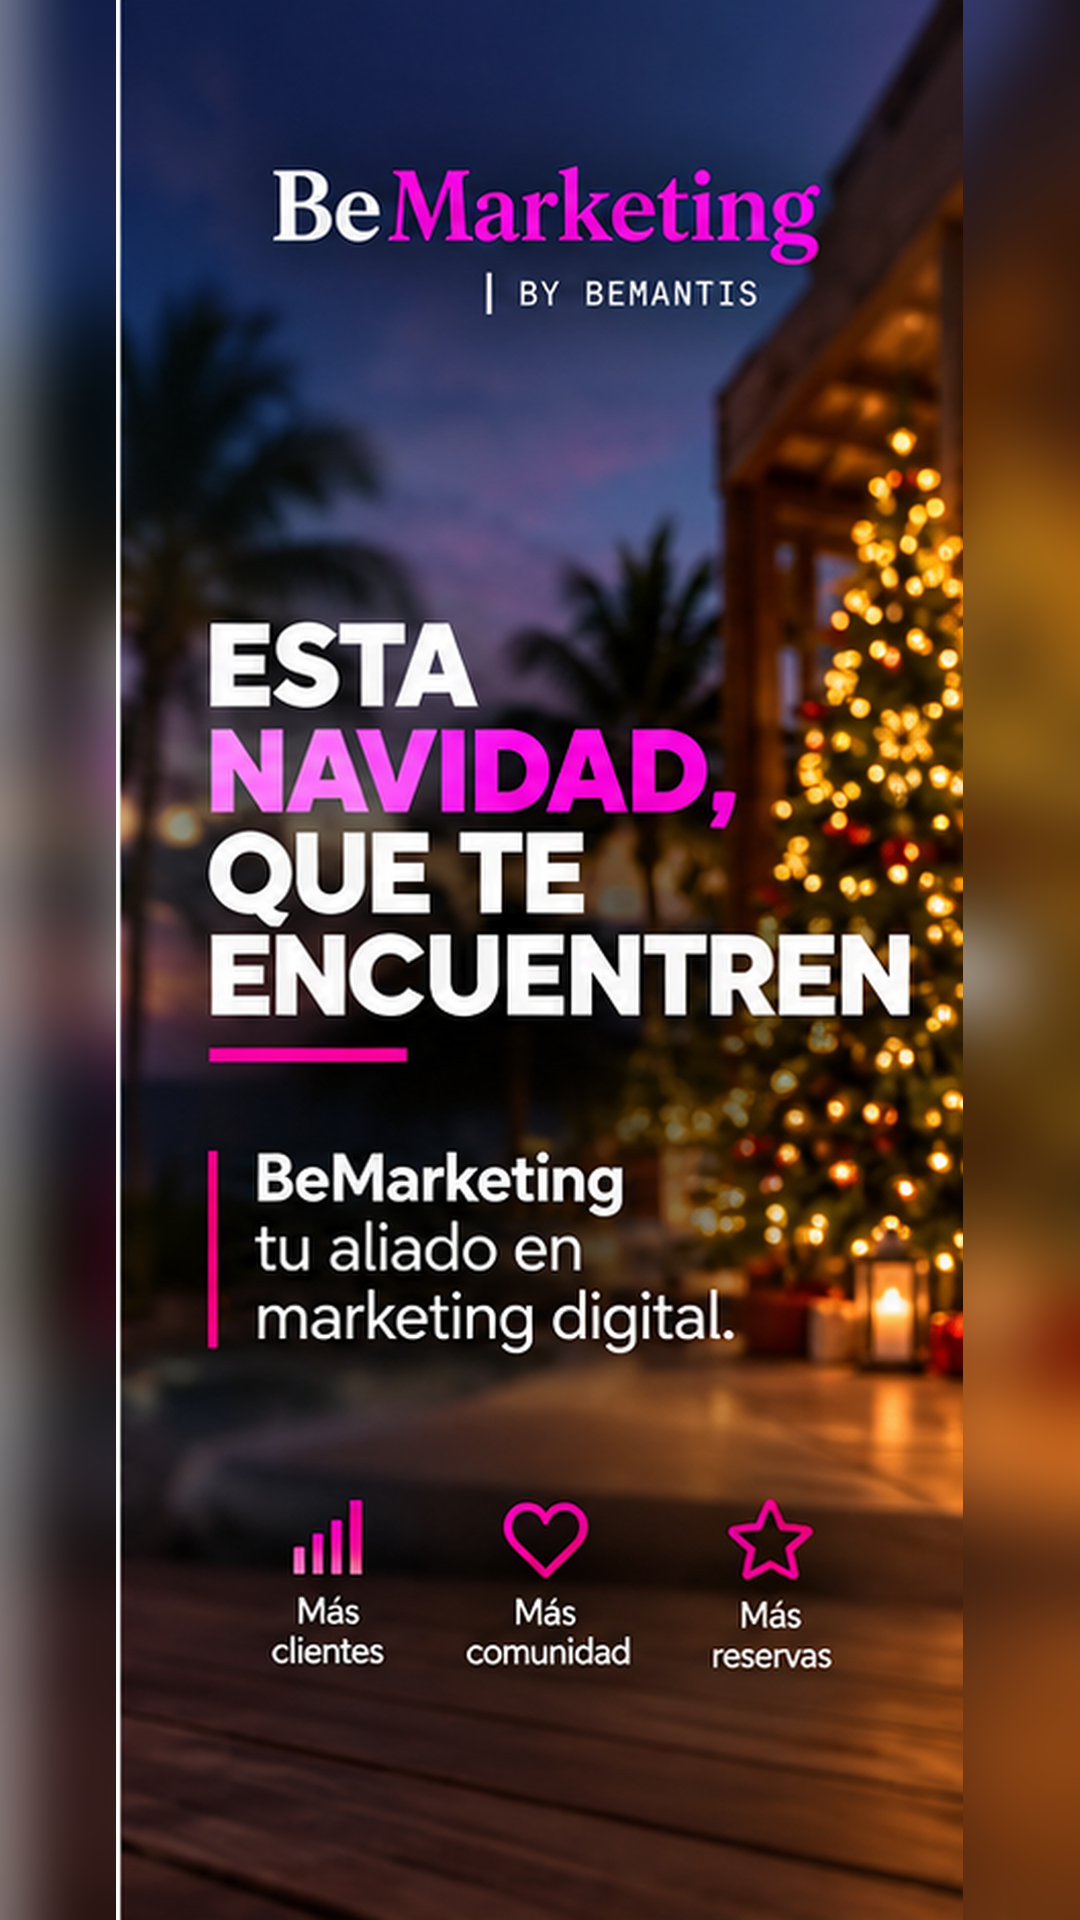 BeMarketing
| BY BEMANTIS
ESTA
NAVIDAD,
QUE TE
ENCUENTREN
BeMarketing
tu aliado en
marketing digital.
Más
clientes
Más
comunidad
Más
reservas